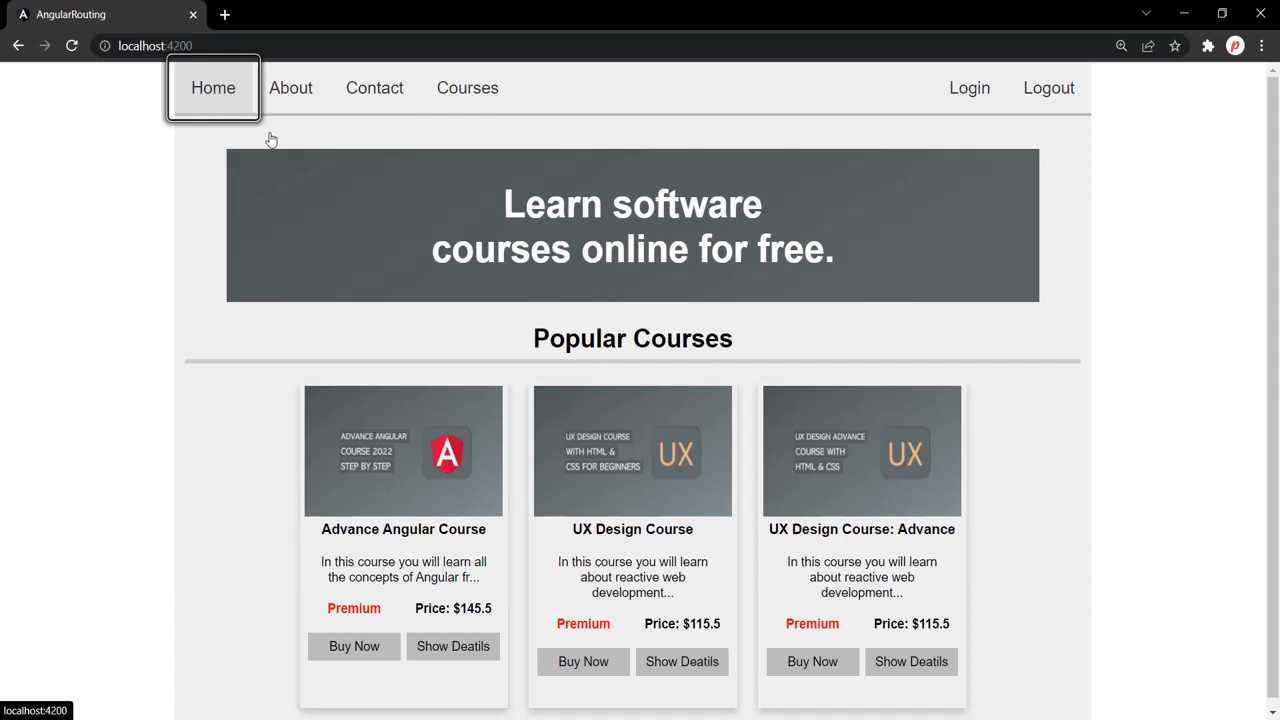 AngularRouting
localhost:4200
Home About Contact Courses Login Logout
Learn software
courses online for free.
Popular Courses
ADVANCE ANGULAR
COURSE 2022
STEP BY STEP
A
UX DESIGN COURSE
WITH HTML &
CSS FOR BEGINNERS
UX
UX DESIGN ADVANCE
COURSE WITH
HTML & CSS
UX
Advance Angular Course
In this course you will learn all
the concepts of Angular fr...
Premium Price: $145.5
Buy Now Show Deatils
UX Design Course
In this course you will learn
about reactive web
development...
Premium Price: $115.5
Buy Now Show Deatils
UX Design Course: Advance
In this course you will learn
about reactive web
development...
Premium Price: $115.5
Buy Now Show Deatils
localhost:4200